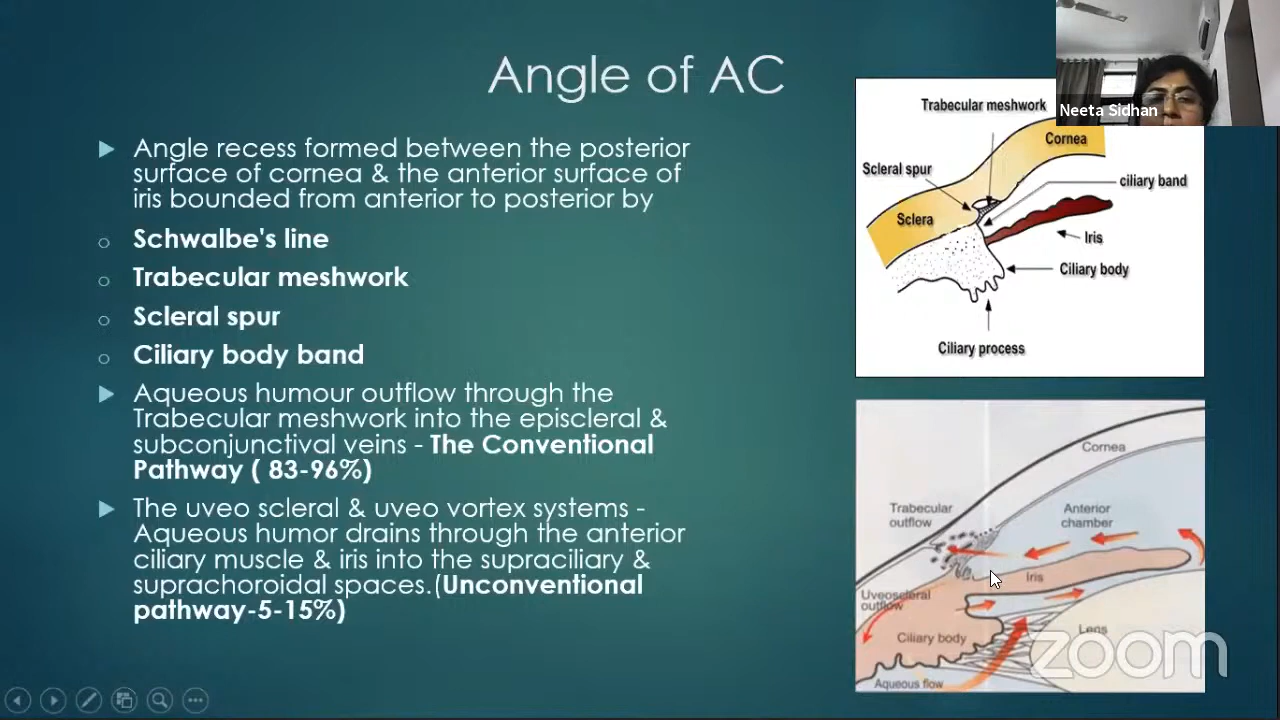 Angle of AC
Angle recess formed between the posterior
surface of cornea & the anterior surface of
iris bounded from anterior to posterior by
Schwalbe's line
Trabecular meshwork
Scleral spur
Ciliary body band
Aqueous humour outflow through the
Trabecular meshwork into the episcleral &
subconjunctival veins - The Conventional
Pathway ( 83-96%)
The uveo scleral & uveo vortex systems -
Aqueous humor drains through the anterior
ciliary muscle & iris into the supraciliary &
suprachoroidal spaces.(Unconventional
pathway-5-15%)
Neeta Sidhan
Trabecular meshwork
Cornea
Scleral spur
ciliary band
Sclera
Iris
Ciliary body
Ciliary process
Cornea
Trabecular
outflow
Anterior
chamber
Iris
Uveoscleral
outflow
Lens
Ciliary body
Aqueous flow
zoom